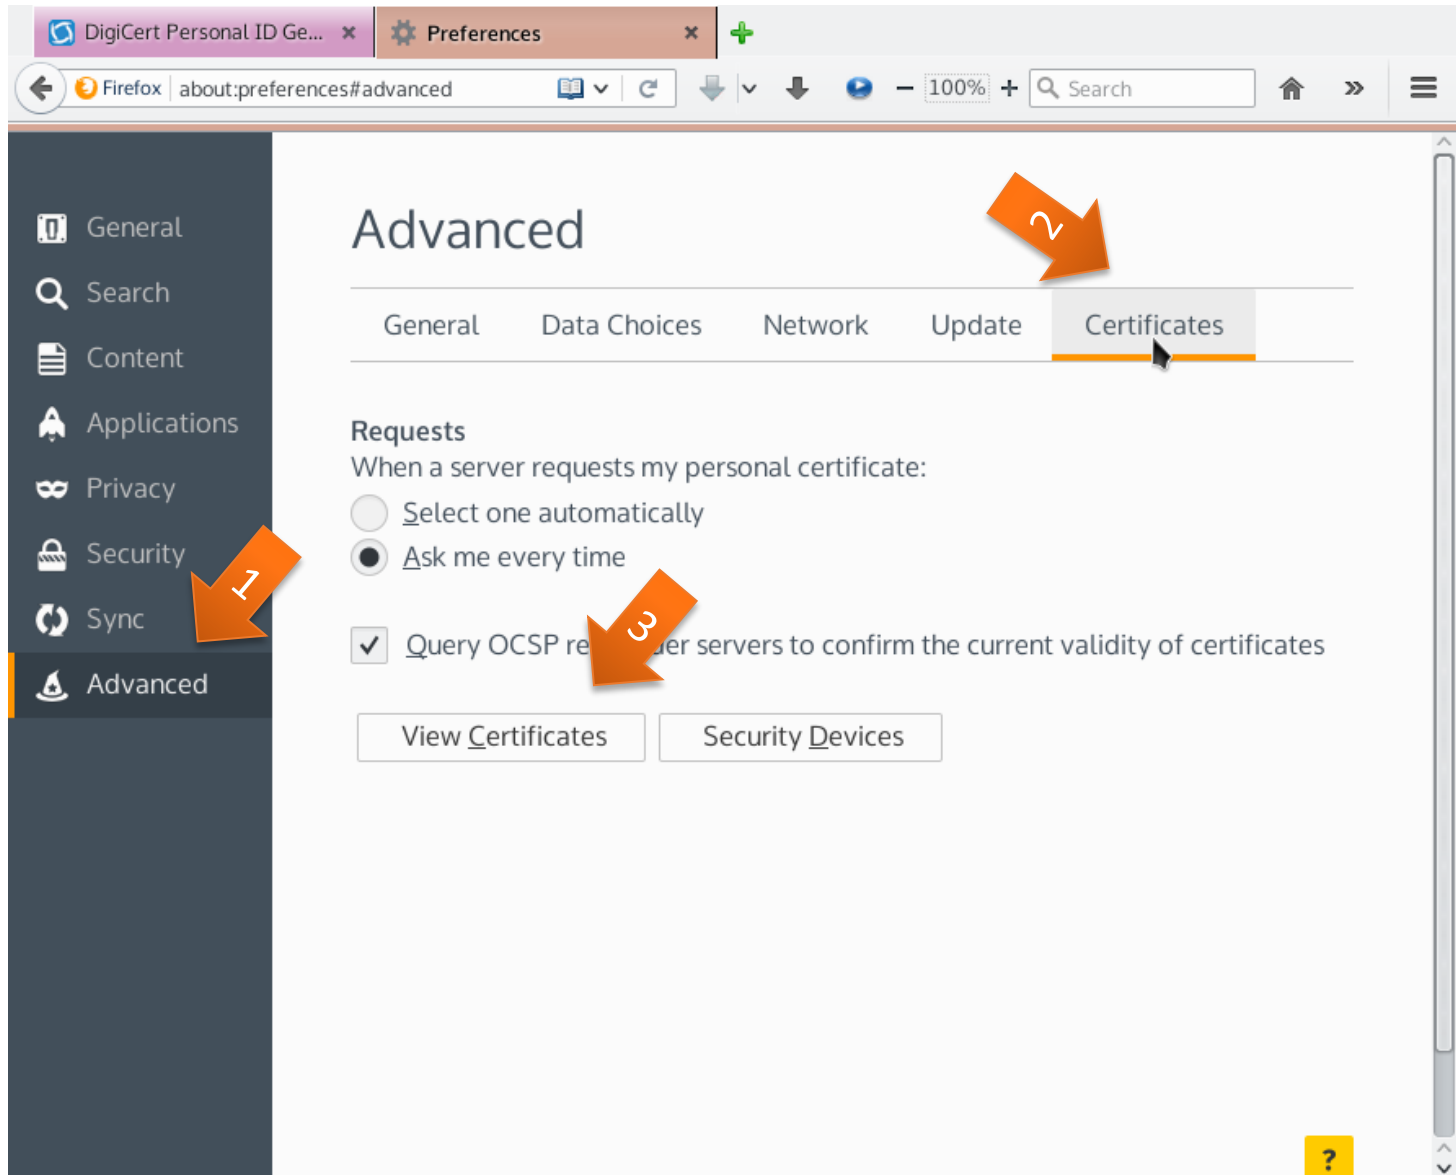 DigiCert Personal ID Ge...
Preferences
Firefox about:preferences#advanced 100% Search
General
Search
Content
Applications
Privacy
Security
Sync
Advanced
Advanced
2
General Data Choices Network Update Certificates
Requests
When a server requests my personal certificate:
Select one automatically
Ask me every time
1
3
Query OCSP re er servers to confirm the current validity of certificates
View Certificates Security Devices
?